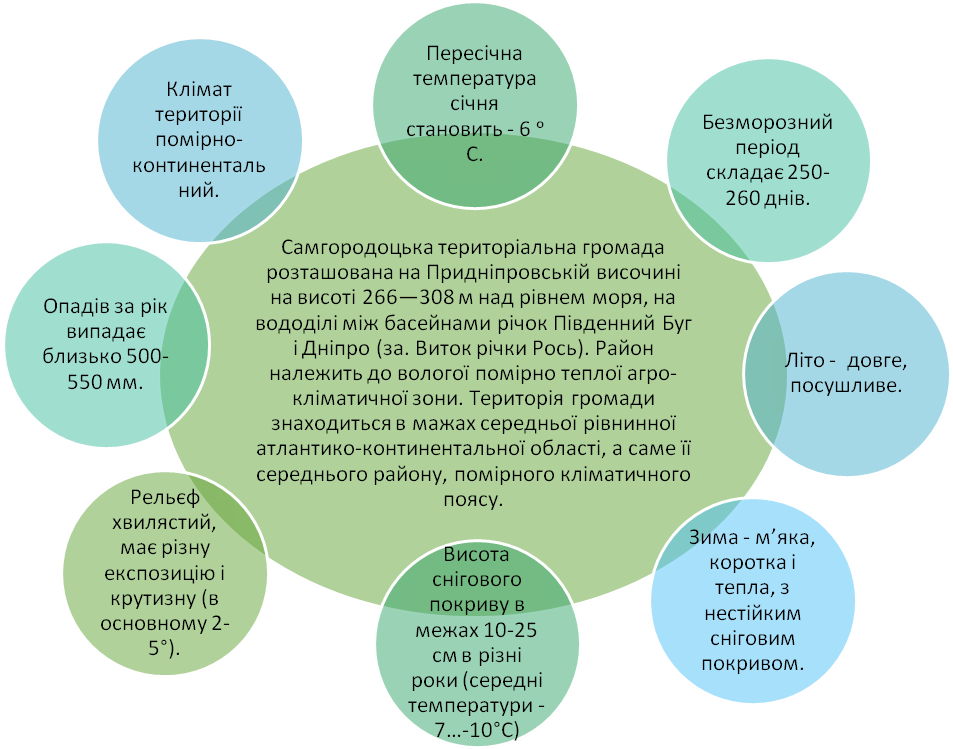 Пересічна
температура
січня
становить - 6 °
С.
Безморозний
період
складає 250-
260 днів.
Літо -  довге,
посушливе.
Зима - м’яка,
коротка і
тепла, з
нестійким
сніговим
покривом.
Висота
снігового
покриву в
межах 10-25
см в різні
роки (середні
температури -
7…-10°С)
Рельєф
хвилястий,
має різну
експозицію і
крутизну (в
основному 2-
5°).
Опадів за рік
випадає
близько 500-
550 мм.
Клімат
території
помірно-
континенталь
ний.
Самгородоцька територіальна громада
розташована на Придніпровській височині
на висоті 266—308 м над рівнем моря, на
вододілі між басейнами річок Південний Буг
і Дніпро (за. Виток річки Рось). Район
належить до вологої помірно теплої агро-
кліматичної зони. Територія громади
знаходиться в мажах середньої рівнинної
атлантико-континентальної області, а саме її
середнього району, помірного кліматичного
поясу.